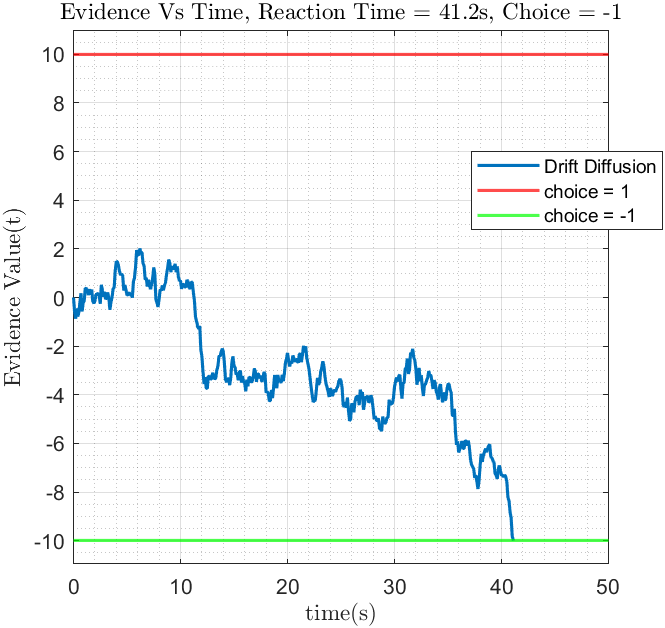 Evidence Vs Time, Reaction Time = 41.2s, Choice = -1
10
8
6
4
2
0
-2
-4
-6
-8
-10
Evidence Value(t)
Drift Diffusion
choice = 1
choice = -1
0 10 20 30 40 50
time(s)